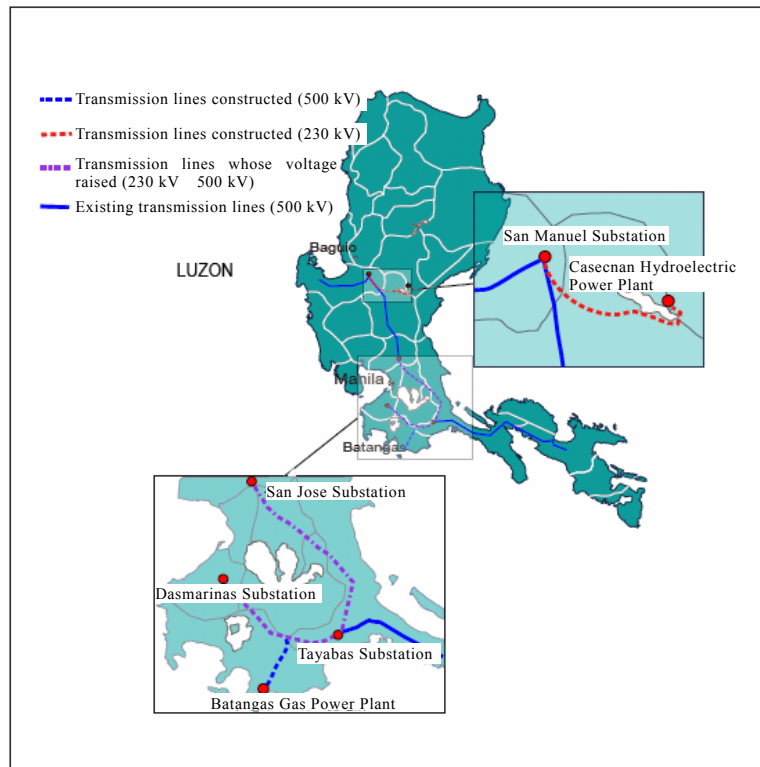 Transmission lines constructed (500 kV)
Transmission lines constructed (230 kV)
Transmission lines whose voltage
raised (230 kV 500 kV)
Existing transmission lines (500 kV)
LUZON
Baguio
Manila
Batangas
San Manuel Substation
Casecnan Hydroelectric
Power Plant
San Jose Substation
Dasmarinas Substation
Tayabas Substation
Batangas Gas Power Plant